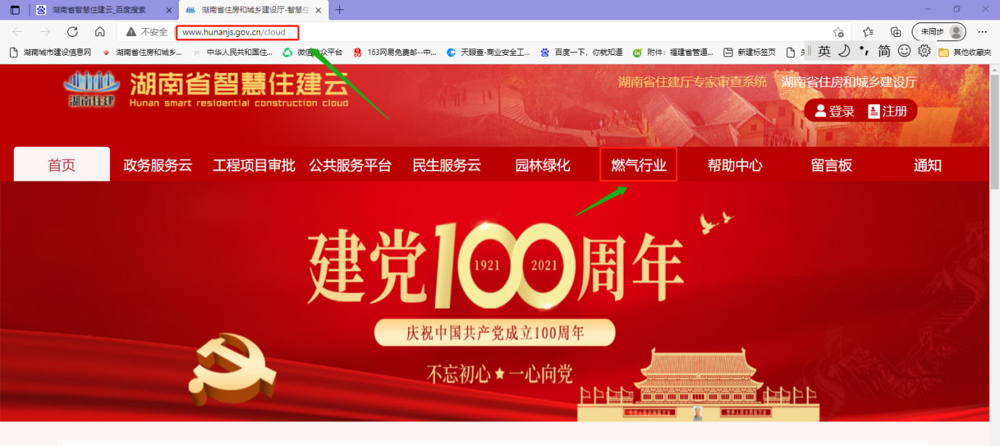 湖南省智慧住建云_百度搜索
湖南省住房和城乡建设厅-智慧住
不安全
www.hunanjs.gov.cn/cloud
未同步
湖南城市建设信息网
湖南省住房和城乡...
中华人民共和国住...
微信公众平台
163网易免费邮--中...
天眼查-商业安全工...
百度一下，你就知道
附件：福建省管道...
新建标签页
英
简
其他收藏夹
湖南住建
湖南省智慧住建云
Hunan smart residential construction cloud
湖南省住建厅专家审查系统
湖南省住房和城乡建设厅
登录
注册
首页
政务服务云
工程项目审批
公共服务平台
民生服务云
园林绿化
燃气行业
帮助中心
留言板
通知
建党100周年
1921
2021
庆祝中国共产党成立100周年
不忘初心★一心向党